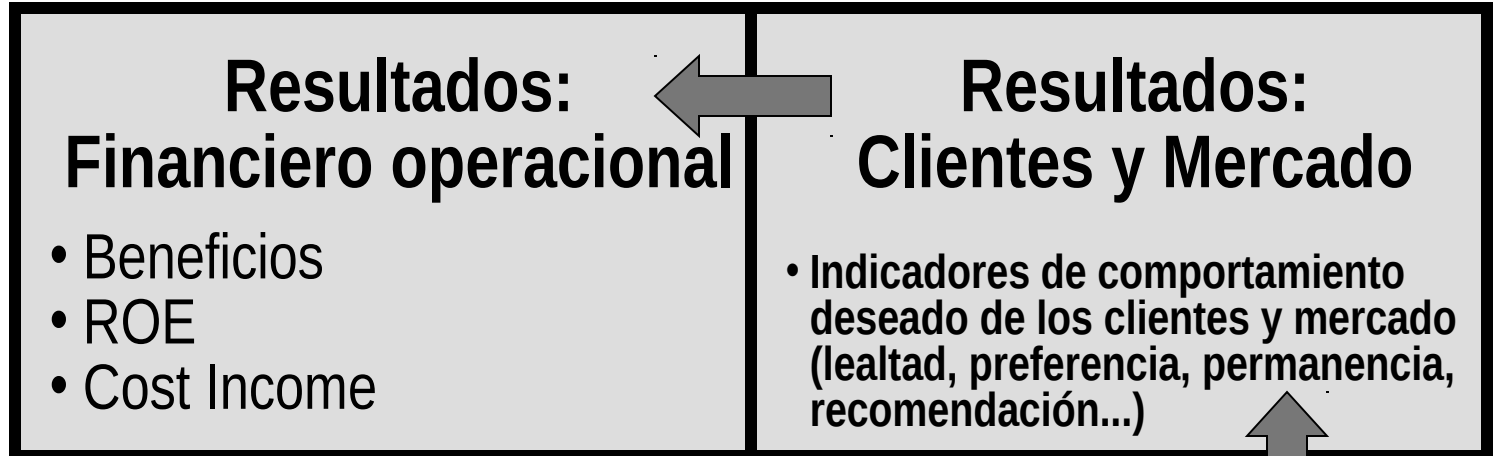 Resultados:
Financiero operacional
• Beneficios
• ROE
• Cost Income
Resultados:
Clientes y Mercado
• Indicadores de comportamiento
deseado de los clientes y mercado
(lealtad, preferencia, permanencia,
recomendación...)